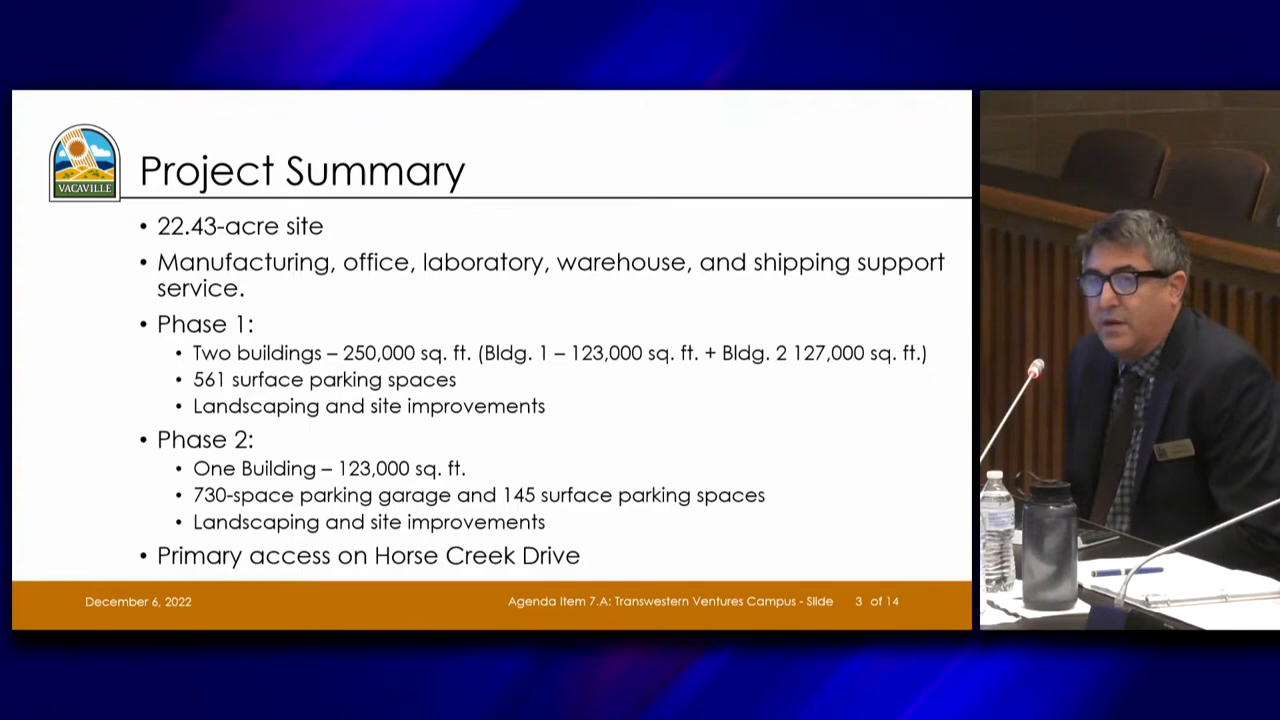 VACAVILLE
Project Summary
• 22.43-acre site
• Manufacturing, office, laboratory, warehouse, and shipping support
service.
• Phase 1:
• Two buildings – 250,000 sq. ft. (Bldg. 1 – 123,000 sq. ft. + Bldg. 2 127,000 sq. ft.)
• 561 surface parking spaces
• Landscaping and site improvements
• Phase 2:
• One Building – 123,000 sq. ft.
• 730-space parking garage and 145 surface parking spaces
• Landscaping and site improvements
• Primary access on Horse Creek Drive
December 6, 2022
Agenda Item 7.A: Transwestern Ventures Campus - Slide 3 of 14